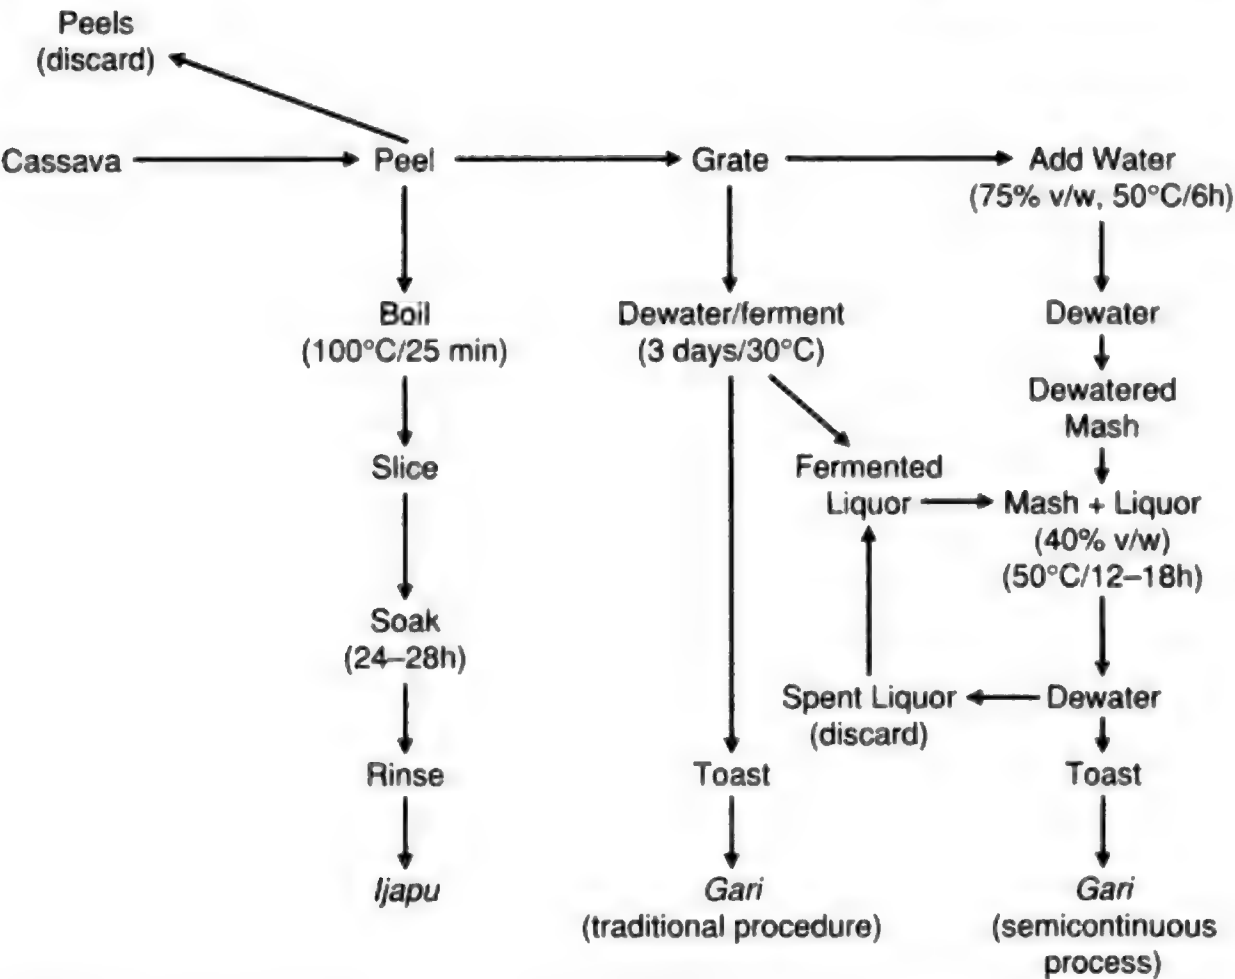 Peels
(discard)
Cassava
Peel
Grate
Add Water
(75% v/w, 50°C/6h)
Boil
(100°C/25 min)
Dewater/ferment
(3 days/30°C)
Dewater
Dewatered
Mash
Slice
Fermented
Liquor
Mash + Liquor
(40% v/w)
(50°C/12–18h)
Soak
(24–28h)
Spent Liquor
(discard)
Dewater
Rinse
Toast
Toast
Ijapu
Gari
(traditional procedure)
Gari
(semicontinuous
process)